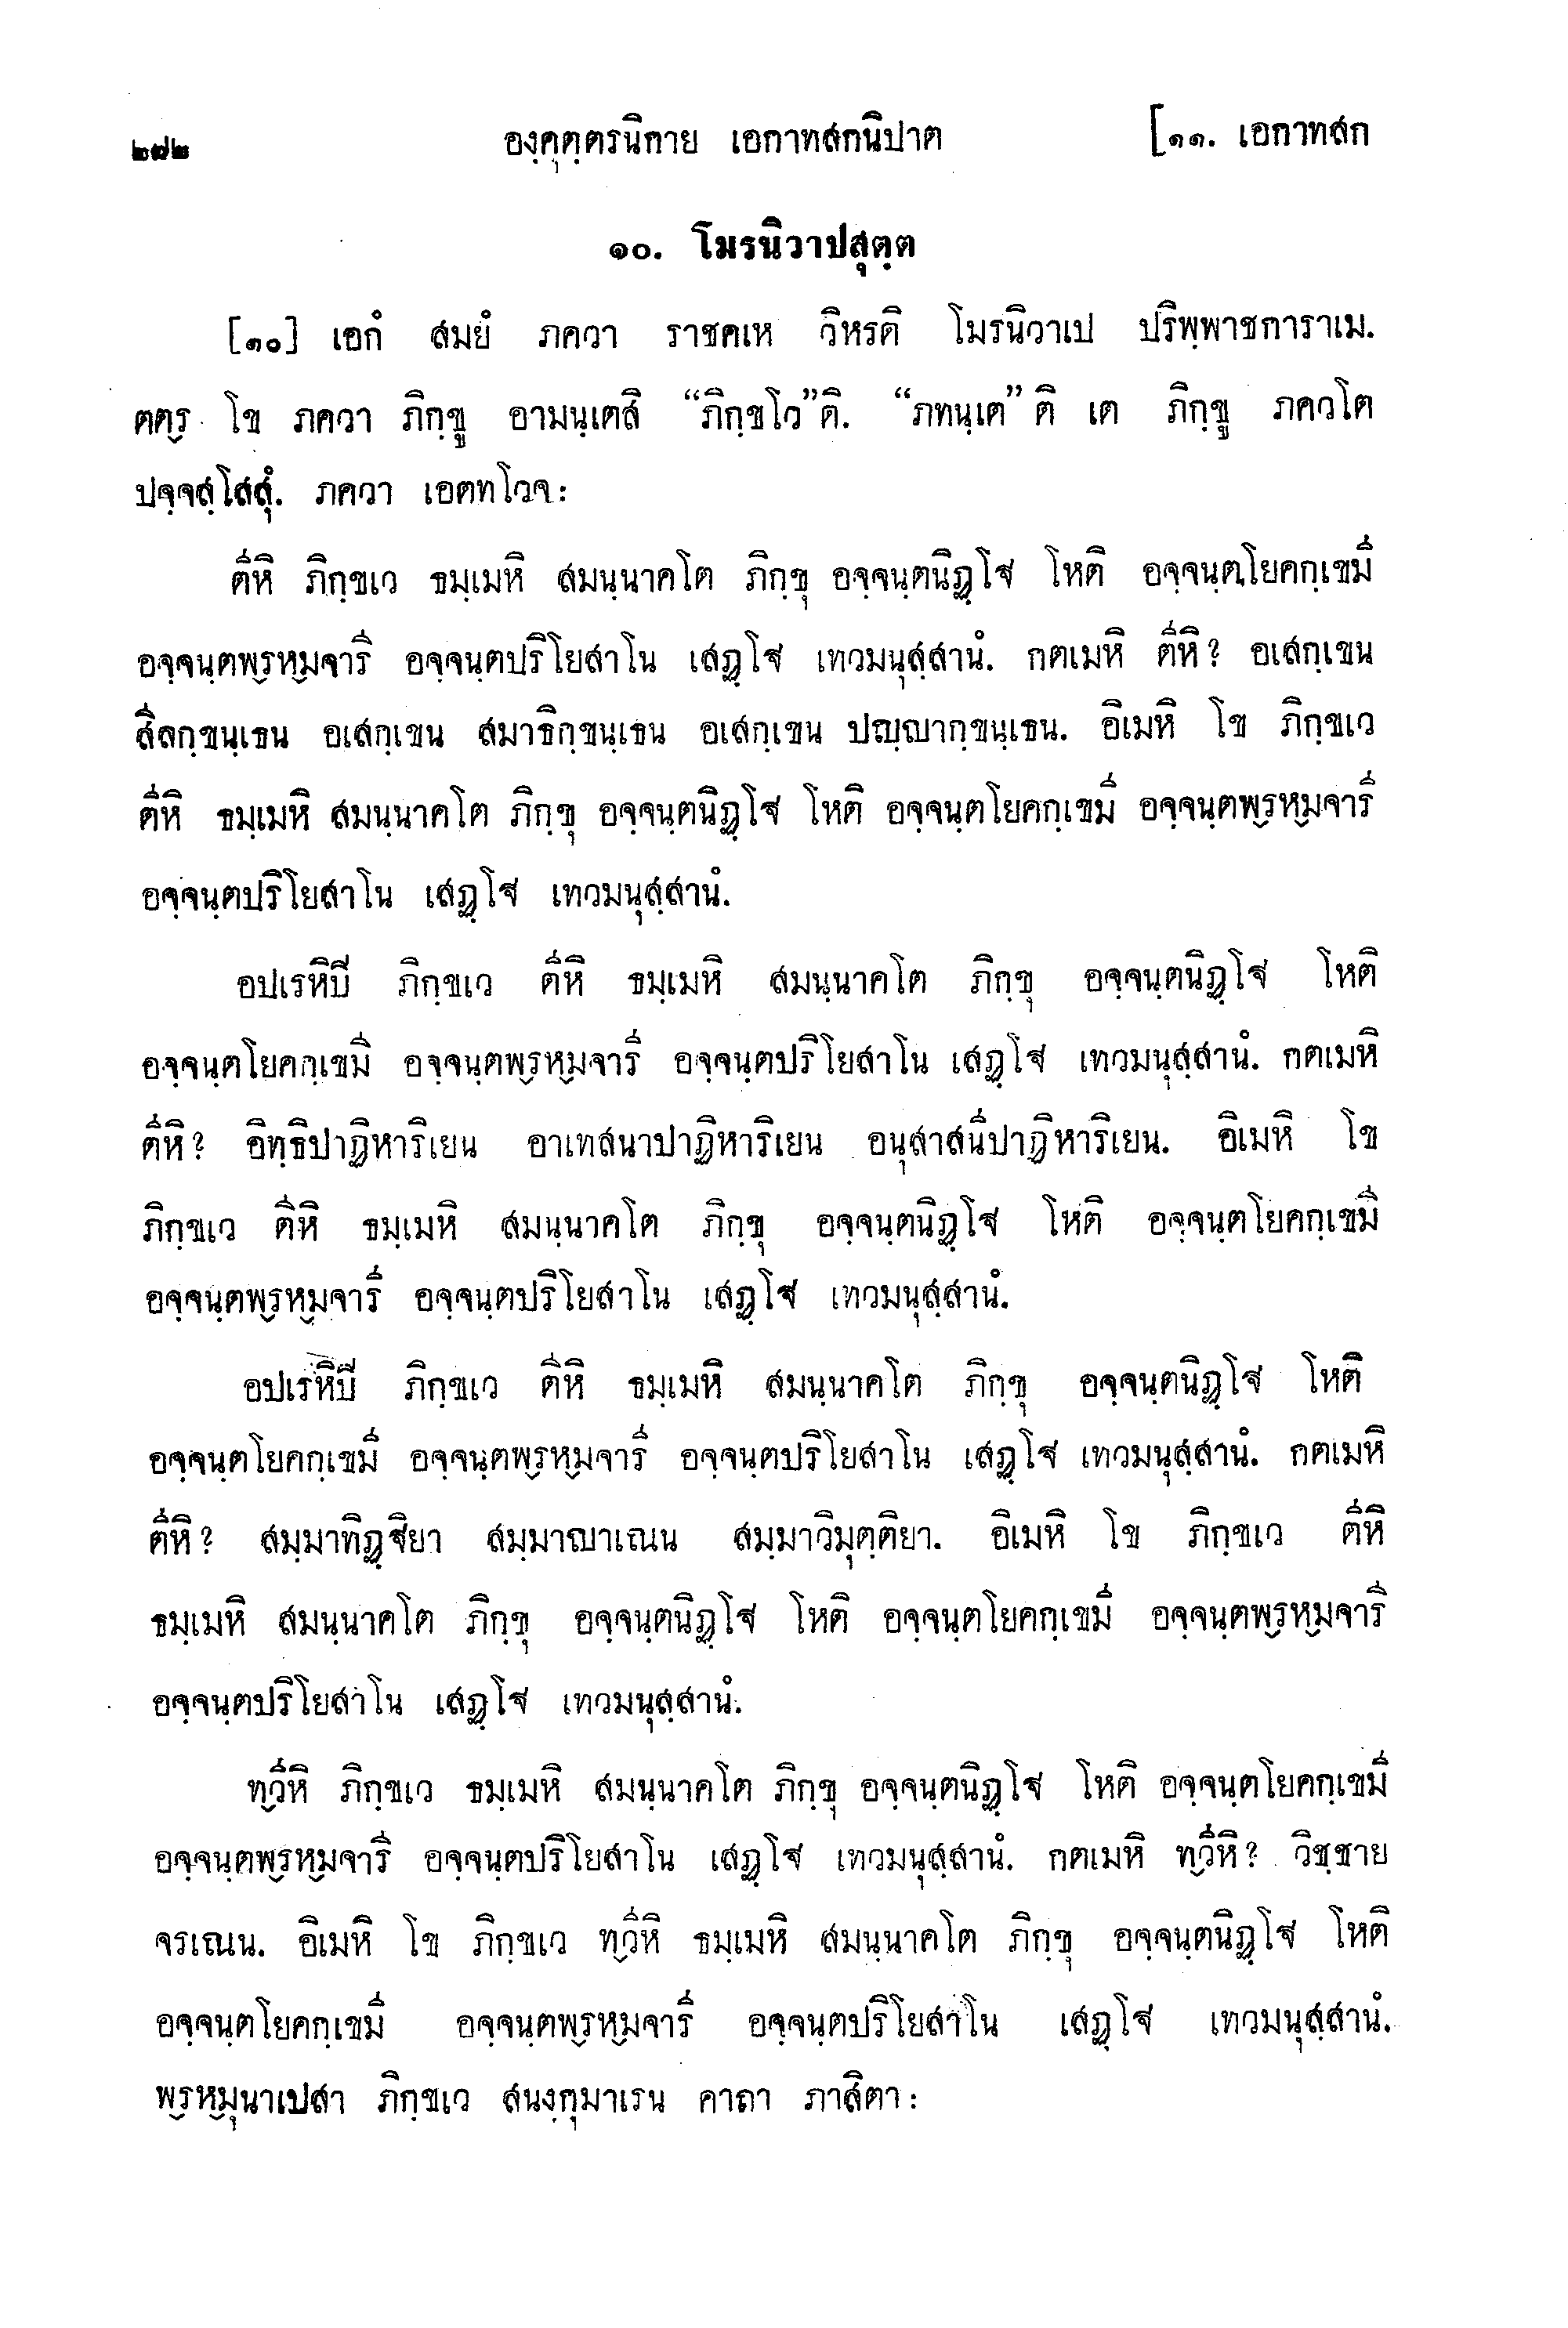 ๒๗๒ องฺคุตฺตรนิกาย เอกาทสกนิปาต [๑๑. เอกาทสก
๑๐. โมรนิวาปสุตฺต
[๑๐] เอกํ สมยํ ภควา ราชคเห วิหรติ โมรนิวาเป ปริพฺพาชการาเม.
ตตฺร โข ภควา ภิกฺขู อามนฺเตสิ “ภิกฺขโว”ติ. “ภทนฺเต” ติ เต ภิกฺขู ภควโต
ปจฺจสฺโสสุํ. ภควา เอตทโวจ:
ตีหิ ภิกฺขเว ธมฺเมหิ สมนฺนาคโต ภิกฺขุ อจฺจนฺตนิฏฺโฐ โหติ อจฺจนฺตโยคกฺเขมี
อจฺจนฺตพฺรหฺมจารี อจฺจนฺตปริโยสาโน เสฏฺโฐ เทวมนุสฺสานํ. กตเมหิ ตีหิ? อเสกฺเขน
สีลกฺขนฺเธน อเสกฺเขน สมาธิกฺขนฺเธน อเสกฺเขน ปญฺญากฺขนฺเธน. อิเมหิ โข ภิกฺขเว
ตีหิ ธมฺเมหิ สมนฺนาคโต ภิกฺขุ อจฺจนฺตนิฏฺโฐ โหติ อจฺจนฺตโยคกฺเขมี อจฺจนฺตพฺรหฺมจารี
อจฺจนฺตปริโยสาโน เสฏฺโฐ เทวมนุสฺสานํ.
อปเรหิปิ ภิกฺขเว ตีหิ ธมฺเมหิ สมนฺนาคโต ภิกฺขุ อจฺจนฺตนิฏฺโฐ โหติ
อจฺจนฺตโยคกฺเขมี อจฺจนฺตพฺรหฺมจารี อจฺจนฺตปริโยสาโน เสฏฺโฐ เทวมนุสฺสานํ. กตเมหิ
ตีหิ? อิทฺธิปาฏิหาริเยน อาเทสนาปาฏิหาริเยน อนุสาสนีปาฏิหาริเยน. อิเมหิ โข
ภิกฺขเว ตีหิ ธมฺเมหิ สมนฺนาคโต ภิกฺขุ อจฺจนฺตนิฏฺโฐ โหติ อจฺจนฺตโยคกฺเขมี
อจฺจนฺตพฺรหฺมจารี อจฺจนฺตปริโยสาโน เสฏฺโฐ เทวมนุสฺสานํ.
อปเรหิปิ ภิกฺขเว ตีหิ ธมฺเมหิ สมนฺนาคโต ภิกฺขุ อจฺจนฺตนิฏฺโฐ โหติ
อจฺจนฺตโยคกฺเขมี อจฺจนฺตพฺรหฺมจารี อจฺจนฺตปริโยสาโน เสฏฺโฐ เทวมนุสฺสานํ. กตเมหิ
ตีหิ? สมฺมาทิฏฺฐิยา สมฺมาญาเณน สมฺมาวิมุตฺติยา. อิเมหิ โข ภิกฺขเว ตีหิ
ธมฺเมหิ สมนฺนาคโต ภิกฺขุ อจฺจนฺตนิฏฺโฐ โหติ อจฺจนฺตโยคกฺเขมี อจฺจนฺตพฺรหฺมจารี
อจฺจนฺตปริโยสาโน เสฏฺโฐ เทวมนุสฺสานํ.
ทฺวีหิ ภิกฺขเว ธมฺเมหิ สมนฺนาคโต ภิกฺขุ อจฺจนฺตนิฏฺโฐ โหติ อจฺจนฺตโยคกฺเขมี
อจฺจนฺตพฺรหฺมจารี อจฺจนฺตปริโยสาโน เสฏฺโฐ เทวมนุสฺสานํ. กตเมหิ ทฺวีหิ? วิชฺชาย
จรเณน. อิเมหิ โข ภิกฺขเว ทฺวีหิ ธมฺเมหิ สมนฺนาคโต ภิกฺขุ อจฺจนฺตนิฏฺโฐ โหติ
อจฺจนฺตโยคกฺเขมี อจฺจนฺตพฺรหฺมจารี อจฺจนฺตปริโยสาโน เสฏฺโฐ เทวมนุสฺสานํ.
พฺรหฺมุนาเปสา ภิกฺขเว สนงฺกุมาเรน คาถา ภาสิตา: